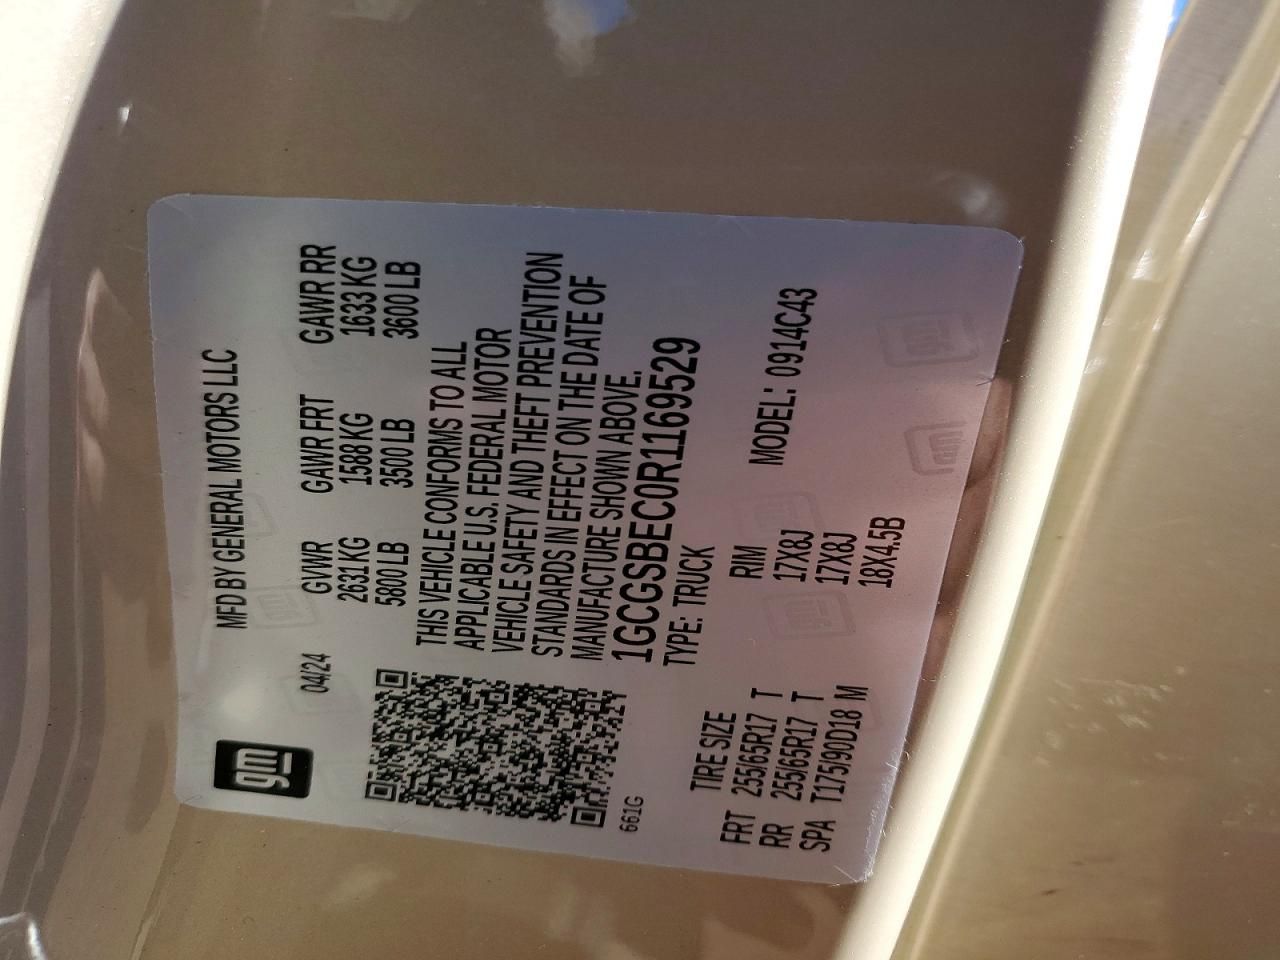 gm
MFD BY GENERAL MOTORS LLC
04/24
GVWR GAWR FRT GAWR RR
2631 KG 1588 KG 1633 KG
5800 LB 3500 LB 3600 LB
THIS VEHICLE CONFORMS TO ALL
APPLICABLE U.S. FEDERAL MOTOR
VEHICLE SAFETY AND THEFT PREVENTION
STANDARDS IN EFFECT ON THE DATE OF
MANUFACTURE SHOWN ABOVE.
1GCGSBEC0R1169529
661G
TYPE: TRUCK
TIRE SIZE RIM MODEL: 0914C43
FRT 255/65R17 T 17X8J
RR 255/65R17 T 17X8J
SPA T175/90D18 M 18X4.5B